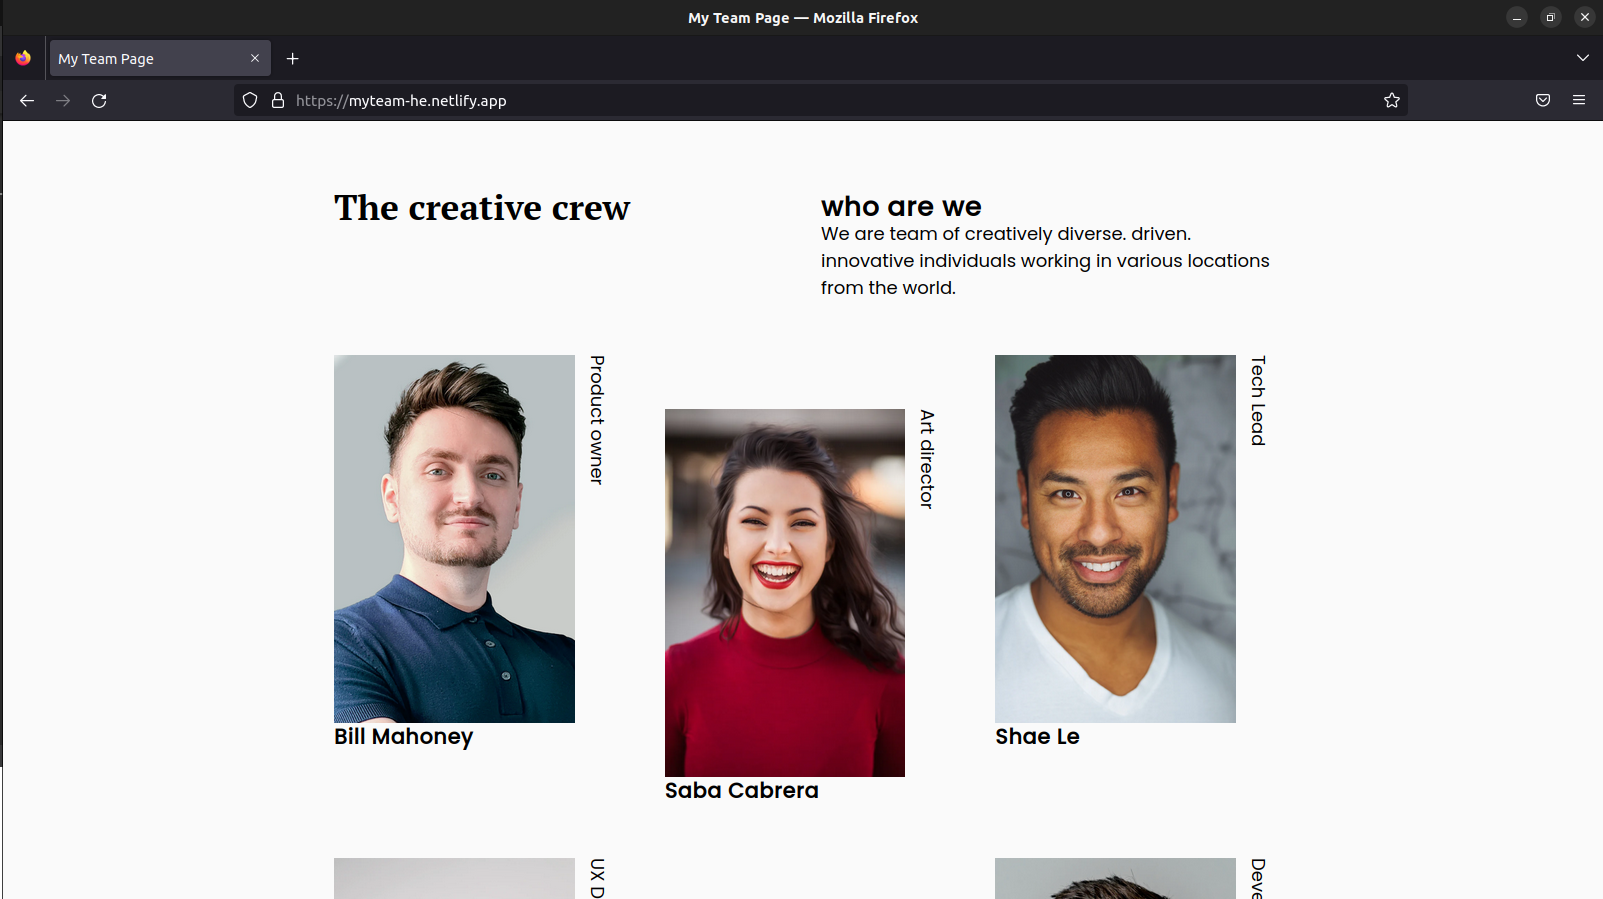 My Team Page — Mozilla Firefox
My Team Page
https://myteam-he.netlify.app
The creative crew
who are we
We are team of creatively diverse. driven.
innovative individuals working in various locations
from the world.
Product owner
Art director
Tech Lead
Bill Mahoney
Saba Cabrera
Shae Le
UX D
Deve